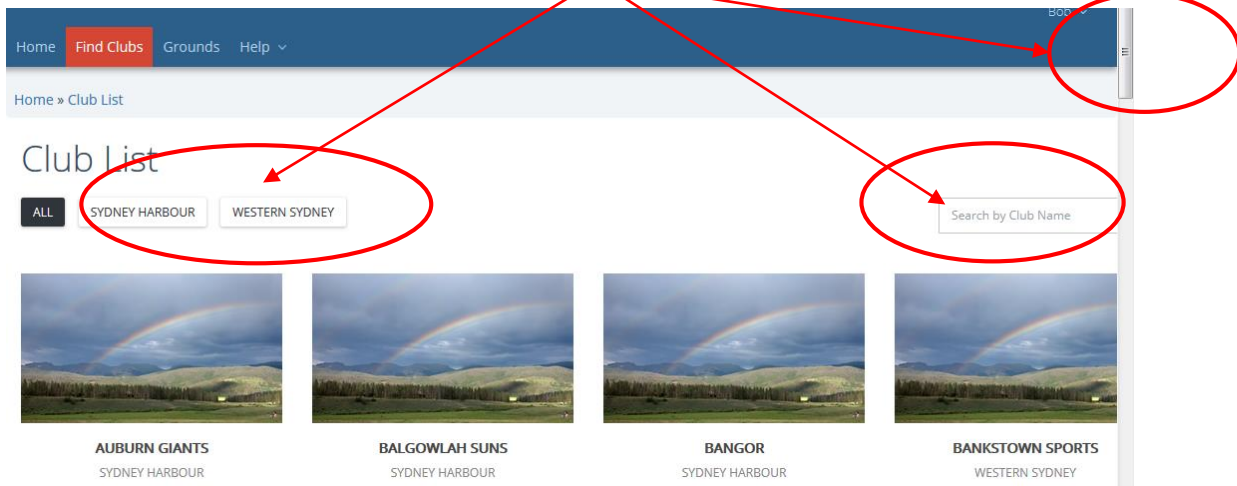 Bob
Home Find Clubs Grounds Help
Home » Club List
Club List
ALL SYDNEY HARBOUR WESTERN SYDNEY
Search by Club Name
AUBURN GIANTS BALGOWLAH SUNS BANGOR BANKSTOWN SPORTS
SYDNEY HARBOUR SYDNEY HARBOUR SYDNEY HARBOUR WESTERN SYDNEY